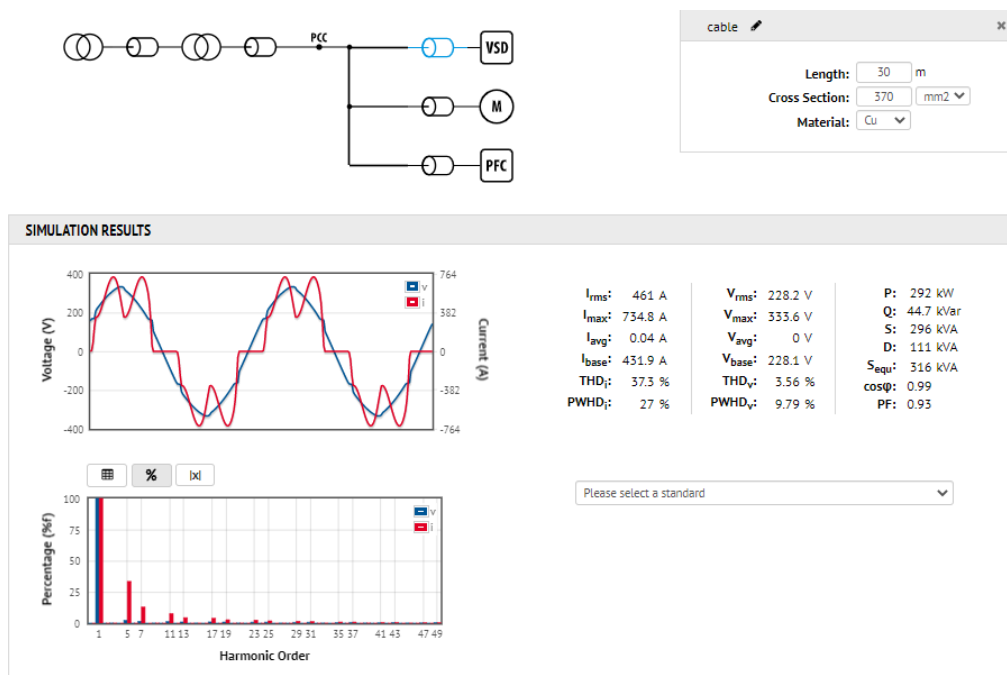 PCC
VSD
M
PFC
cable
Length: 30 m
Cross Section: 370 mm2
Material: Cu
SIMULATION RESULTS
Voltage (V)
400
200
0
-200
-400
v
i
764
382
0
-382
-764
Current (A)
Irms: 461 A
Imax: 734.8 A
Iavg: 0.04 A
Ibase: 431.9 A
THDi: 37.3 %
PWHDi: 27 %
Vrms: 228.2 V
Vmax: 333.6 V
Vavg: 0 V
Vbase: 228.1 V
THDv: 3.56 %
PWHDv: 9.79 %
P: 292 kW
Q: 44.7 kVar
S: 296 kVA
D: 111 kVA
Sequ: 316 kVA
cosφ: 0.99
PF: 0.93
% |x|
Please select a standard
Percentage (%f)
100
75
50
25
0
v
i
1 5 7 11 13 17 19 23 25 29 31 35 37 41 43 47 49
Harmonic Order